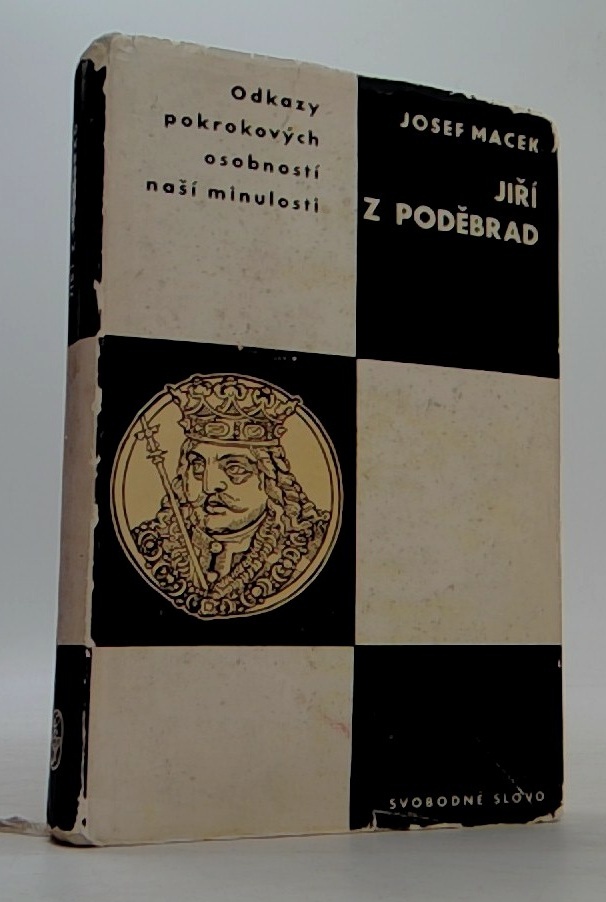 Odkazy
pokrokových
osobností
naší minulosti
JOSEF MACEK
JIŘÍ
Z PODĚBRAD
SVOBODNÉ SLOVO